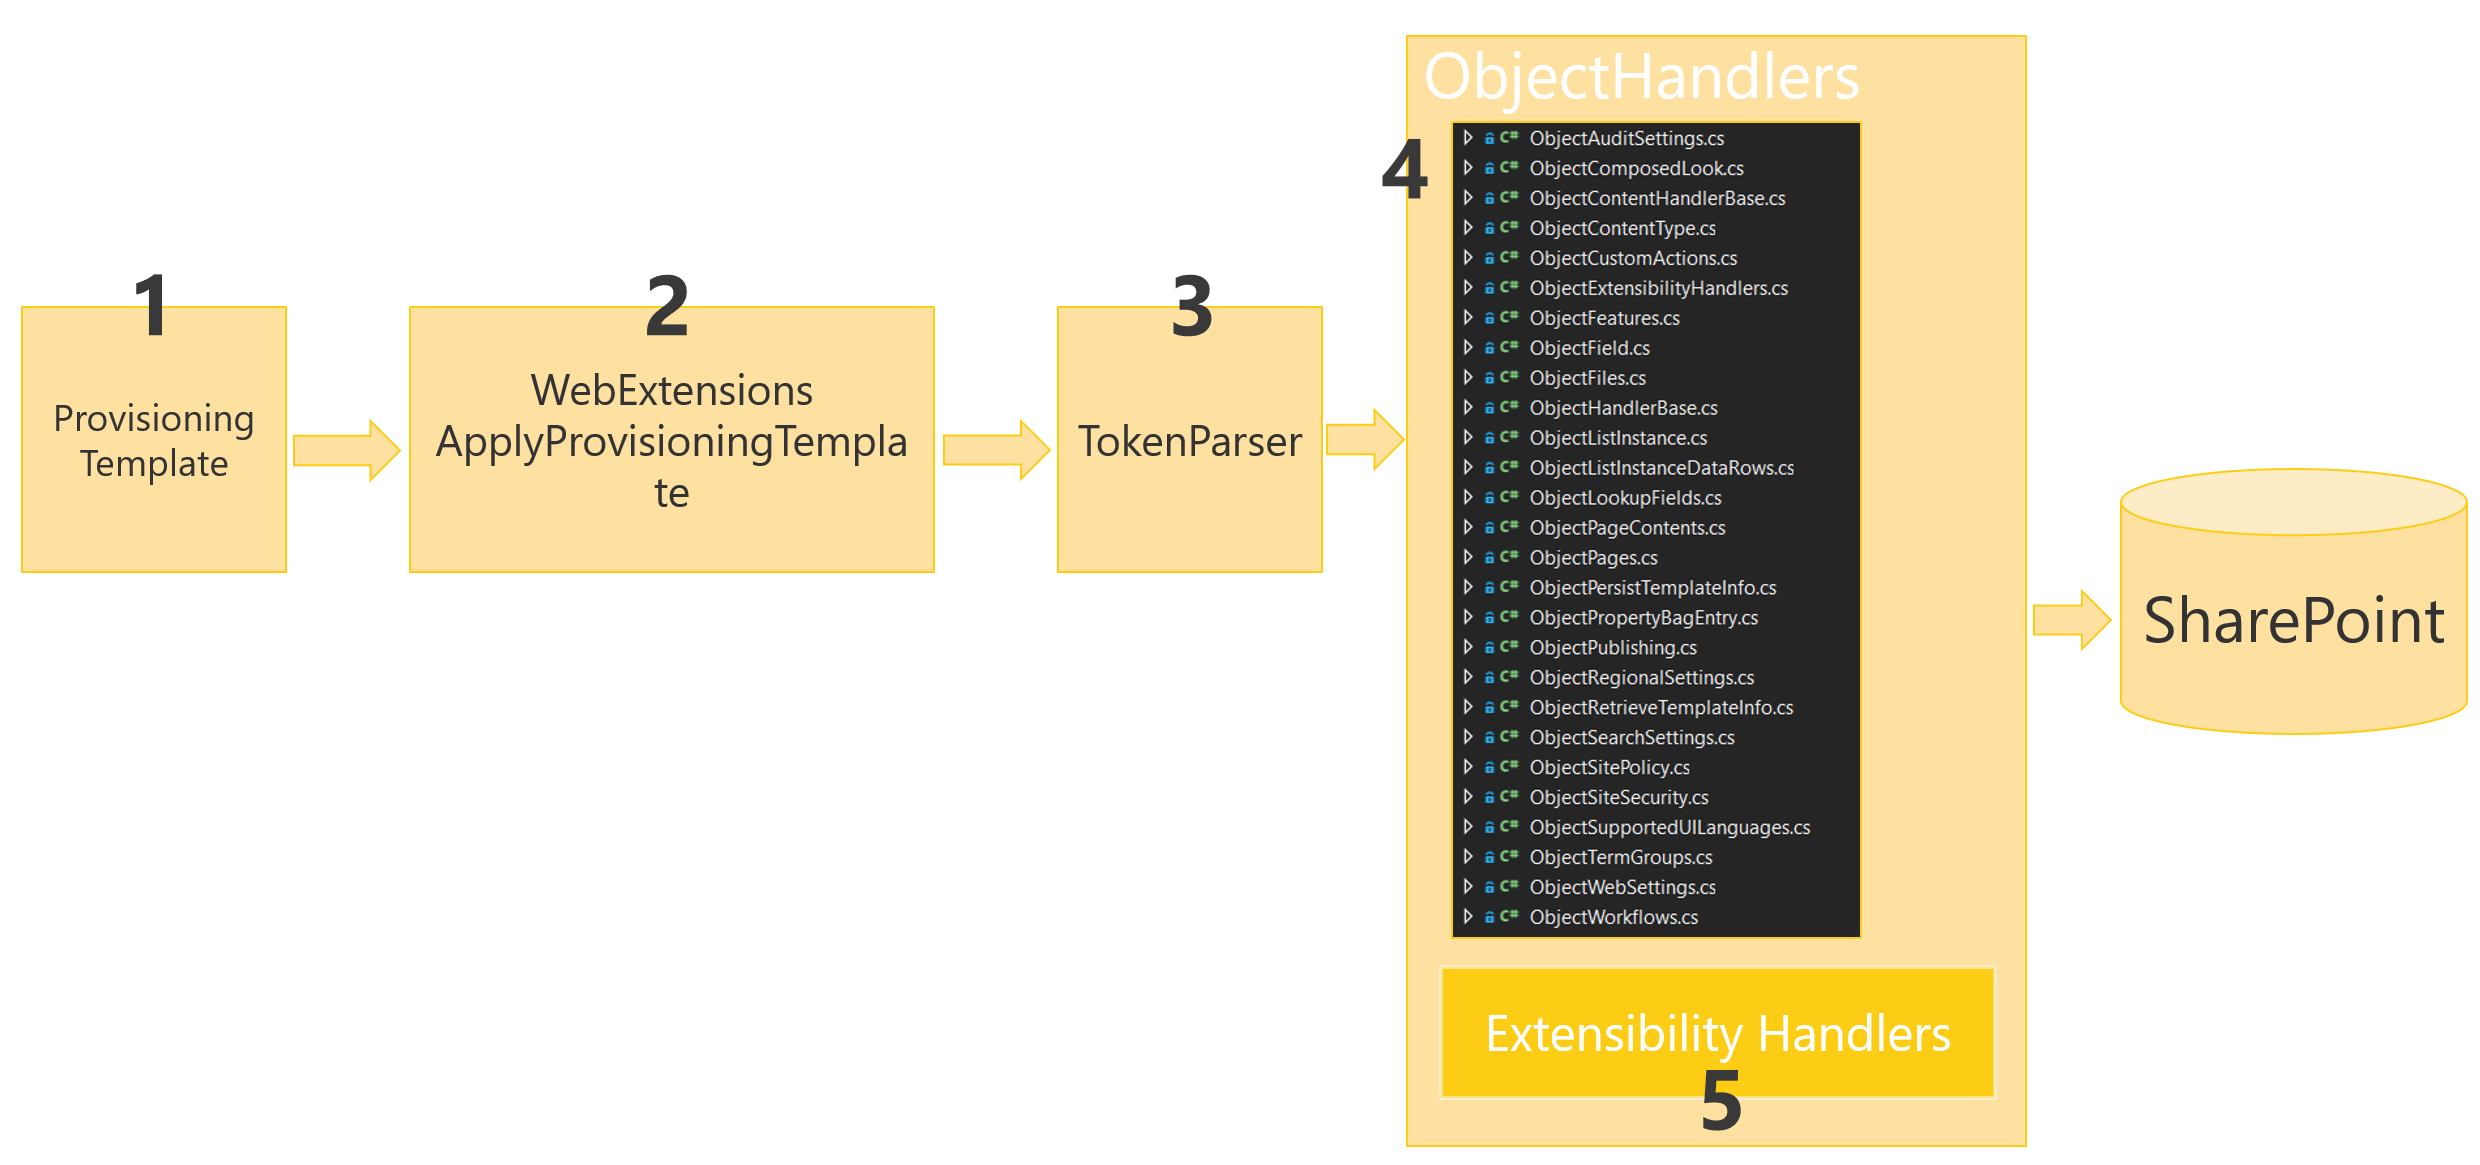 1
Provisioning
Template
2
WebExtensions
ApplyProvisioningTempla
te
3
TokenParser
ObjectHandlers
4
C# ObjectAuditSettings.cs
C# ObjectComposedLook.cs
C# ObjectContentHandlerBase.cs
C# ObjectContentType.cs
C# ObjectCustomActions.cs
C# ObjectExtensibilityHandlers.cs
C# ObjectFeatures.cs
C# ObjectField.cs
C# ObjectFiles.cs
C# ObjectHandlerBase.cs
C# ObjectListInstance.cs
C# ObjectListInstanceDataRows.cs
C# ObjectLookupFields.cs
C# ObjectPageContents.cs
C# ObjectPages.cs
C# ObjectPersistTemplateInfo.cs
C# ObjectPropertyBagEntry.cs
C# ObjectPublishing.cs
C# ObjectRegionalSettings.cs
C# ObjectRetrieveTemplateInfo.cs
C# ObjectSearchSettings.cs
C# ObjectSitePolicy.cs
C# ObjectSiteSecurity.cs
C# ObjectSupportedUILanguages.cs
C# ObjectTermGroups.cs
C# ObjectWebSettings.cs
C# ObjectWorkflows.cs
Extensibility Handlers
5
SharePoint